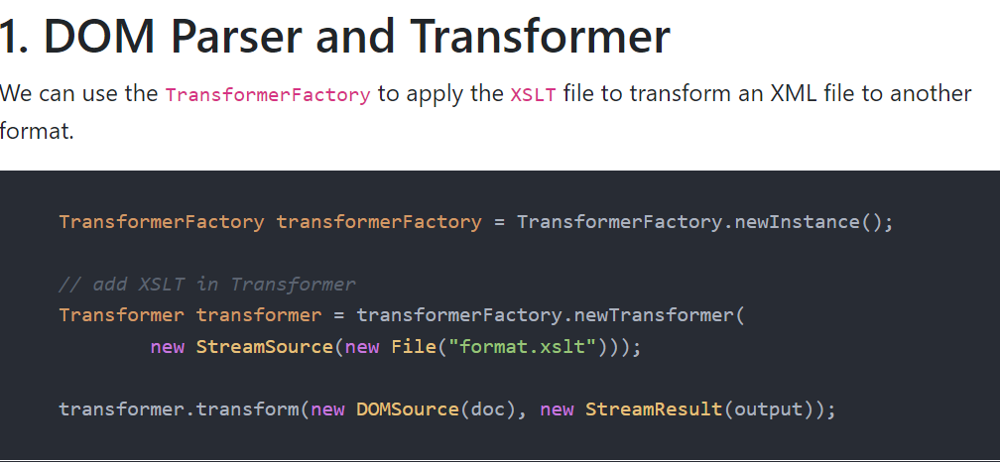 1. DOM Parser and Transformer
We can use the TransformerFactory to apply the XSLT file to transform an XML file to another
format.
TransformerFactory transformerFactory = TransformerFactory.newInstance();
// add XSLT in Transformer
Transformer transformer = transformerFactory.newTransformer(
new StreamSource(new File("format.xslt")));
transformer.transform(new DOMSource(doc), new StreamResult(output));